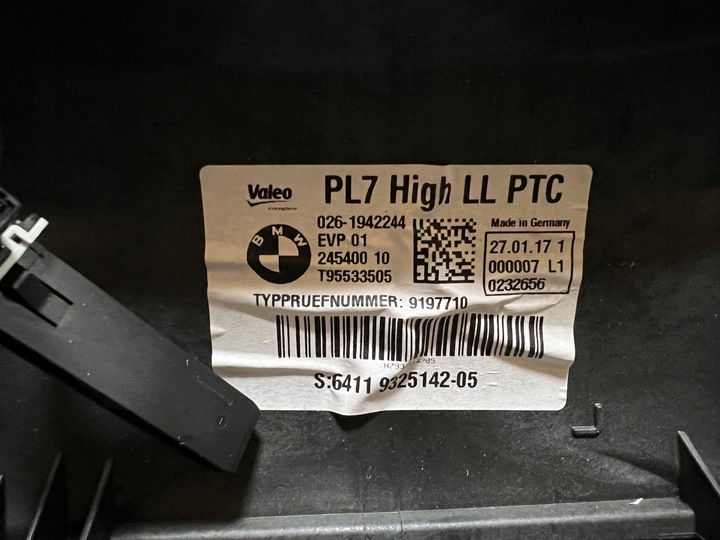 Valeo
PL7 High LL PTC
BMW
026-1942244
EVP 01
245400 10
T95533505
Made in Germany
27.01.17 1
000007 L1
0232656
TYPPRUEFNUMMER: 9197710
S:6411 9325142-05